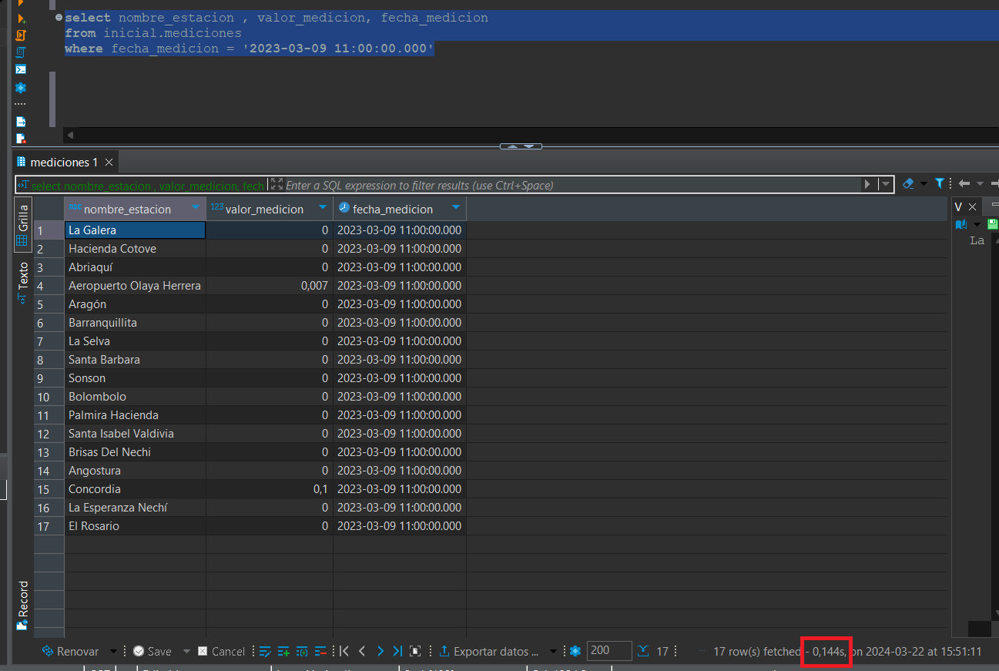 select nombre_estacion , valor_medicion, fecha_medicion
from inicial.mediciones
where fecha_medicion = '2023-03-09 11:00:00.000'
mediciones 1
select nombre_estacion , valor_medicion, fech
Enter a SQL expression to filter results (use Ctrl+Space)
ABC nombre_estacion 123 valor_medicion fecha_medicion
1 La Galera 0 2023-03-09 11:00:00.000
2 Hacienda Cotove 0 2023-03-09 11:00:00.000
3 Abriaquí 0 2023-03-09 11:00:00.000
4 Aeropuerto Olaya Herrera 0,007 2023-03-09 11:00:00.000
5 Aragón 0 2023-03-09 11:00:00.000
6 Barranquillita 0 2023-03-09 11:00:00.000
7 La Selva 0 2023-03-09 11:00:00.000
8 Santa Barbara 0 2023-03-09 11:00:00.000
9 Sonson 0 2023-03-09 11:00:00.000
10 Bolombolo 0 2023-03-09 11:00:00.000
11 Palmira Hacienda 0 2023-03-09 11:00:00.000
12 Santa Isabel Valdivia 0 2023-03-09 11:00:00.000
13 Brisas Del Nechi 0 2023-03-09 11:00:00.000
14 Angostura 0 2023-03-09 11:00:00.000
15 Concordia 0,1 2023-03-09 11:00:00.000
16 La Esperanza Nechí 0 2023-03-09 11:00:00.000
17 El Rosario 0 2023-03-09 11:00:00.000
Grilla
Texto
Record
V
La
Renovar Save Cancel Exportar datos ... 200 17 17 row(s) fetched - 0,144s, on 2024-03-22 at 15:51:11